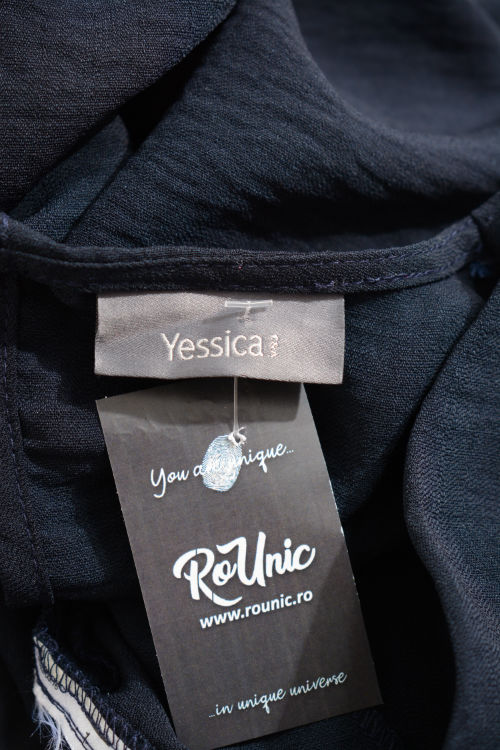 Yessica
You are unique...
RoUnic
www.rounic.ro
...in unique universe